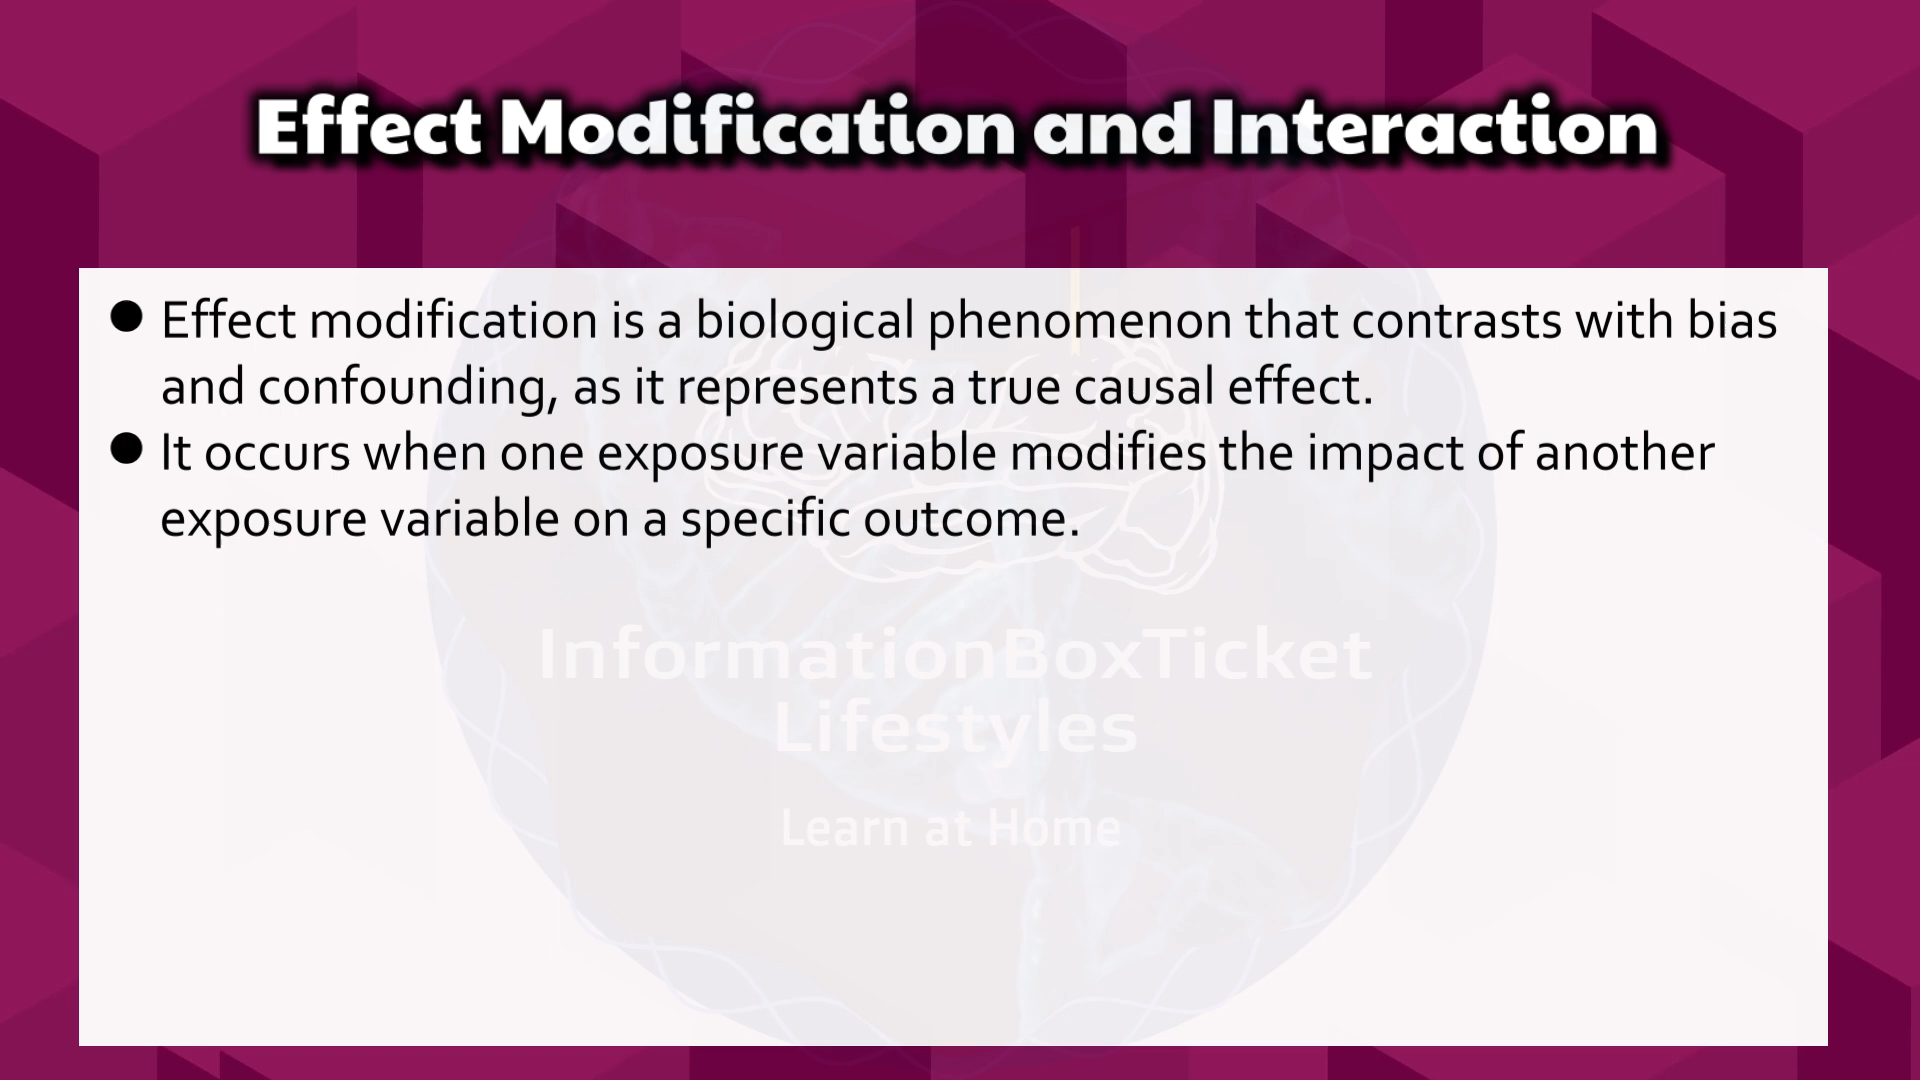 Effect Modification and Interaction
● Effect modification is a biological phenomenon that contrasts with bias
and confounding, as it represents a true causal effect.
● It occurs when one exposure variable modifies the impact of another
exposure variable on a specific outcome.
InformationBoxTicket
Lifestyles
Learn at Home